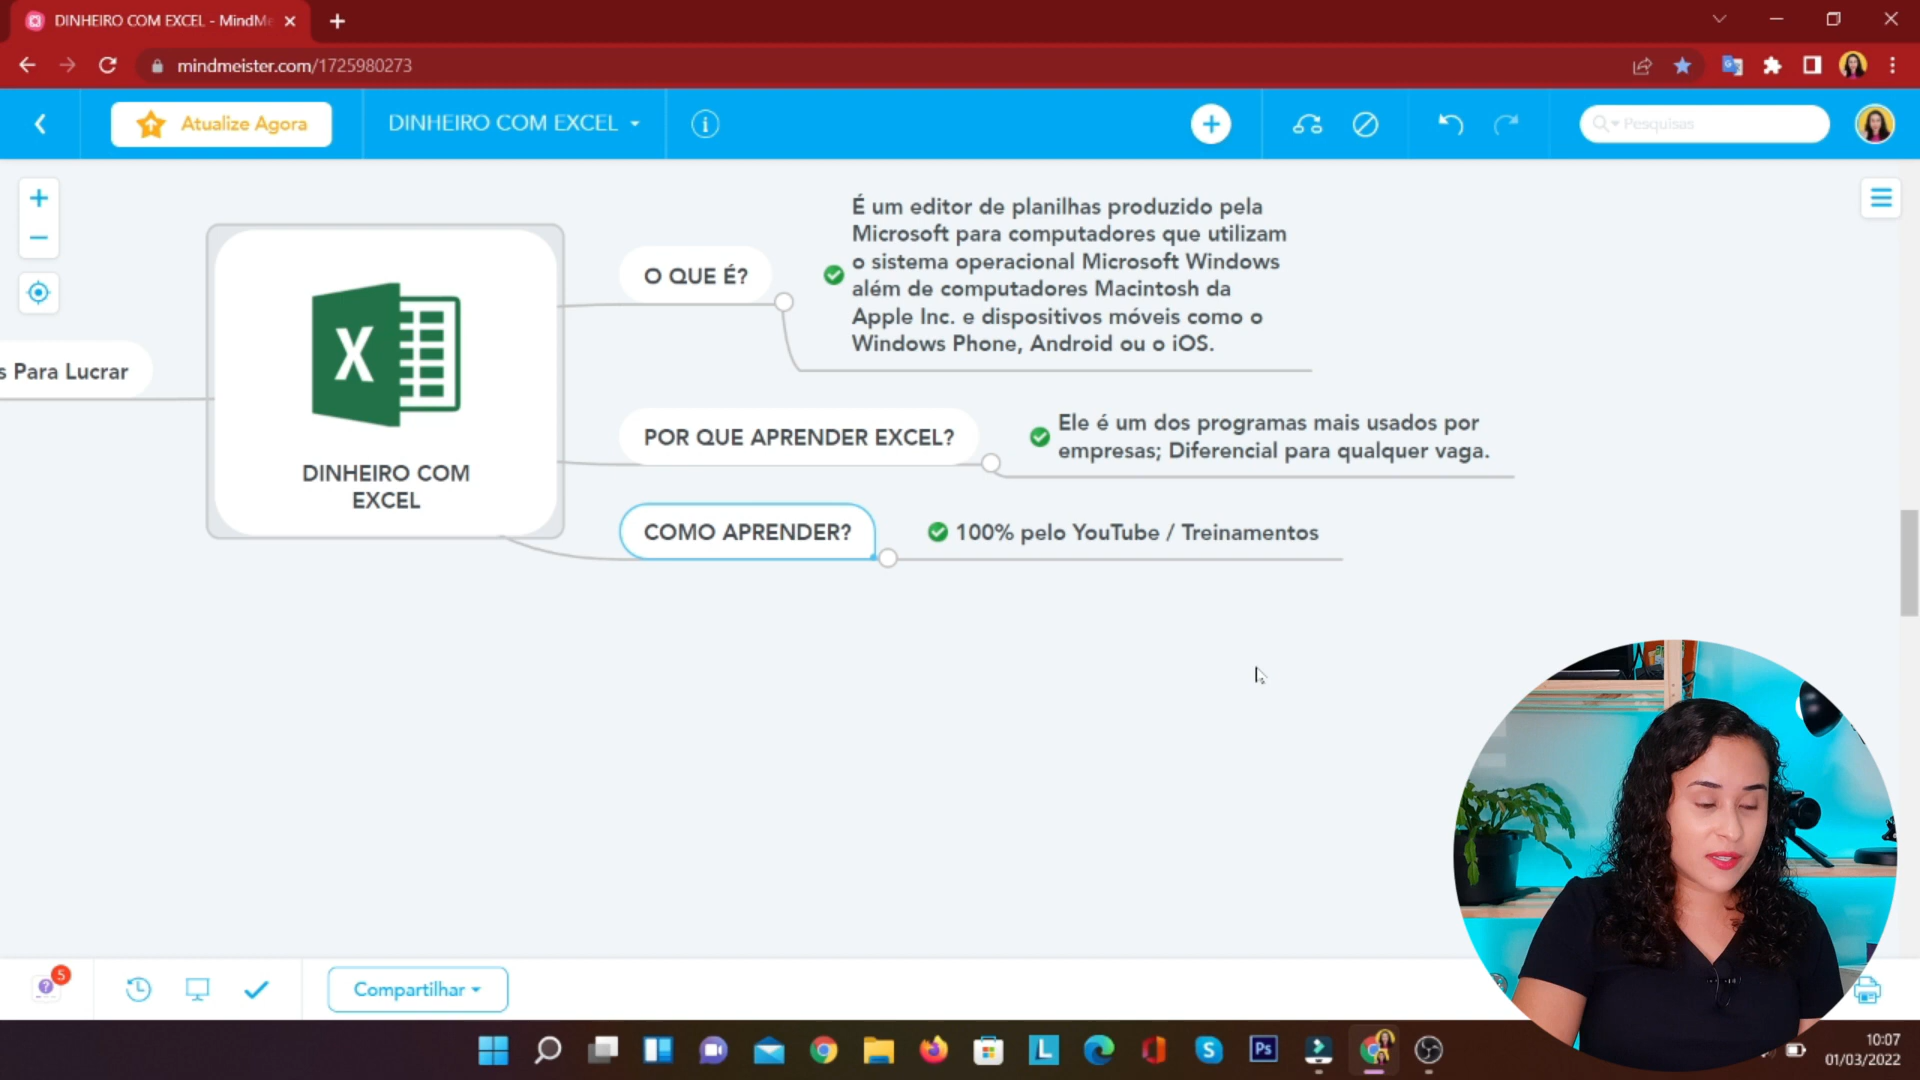 DINHEIRO COM EXCEL - MindMe
mindmeister.com/1725980273
Atualize Agora
DINHEIRO COM EXCEL
Pesquisas
É um editor de planilhas produzido pela
Microsoft para computadores que utilizam
o sistema operacional Microsoft Windows
além de computadores Macintosh da
Apple Inc. e dispositivos móveis como o
Windows Phone, Android ou o iOS.
O QUE É?
s Para Lucrar
X
DINHEIRO COM
EXCEL
POR QUE APRENDER EXCEL?
Ele é um dos programas mais usados por
empresas; Diferencial para qualquer vaga.
COMO APRENDER?
100% pelo YouTube / Treinamentos
5
Compartilhar
L
S
Ps
10:07
01/03/2022